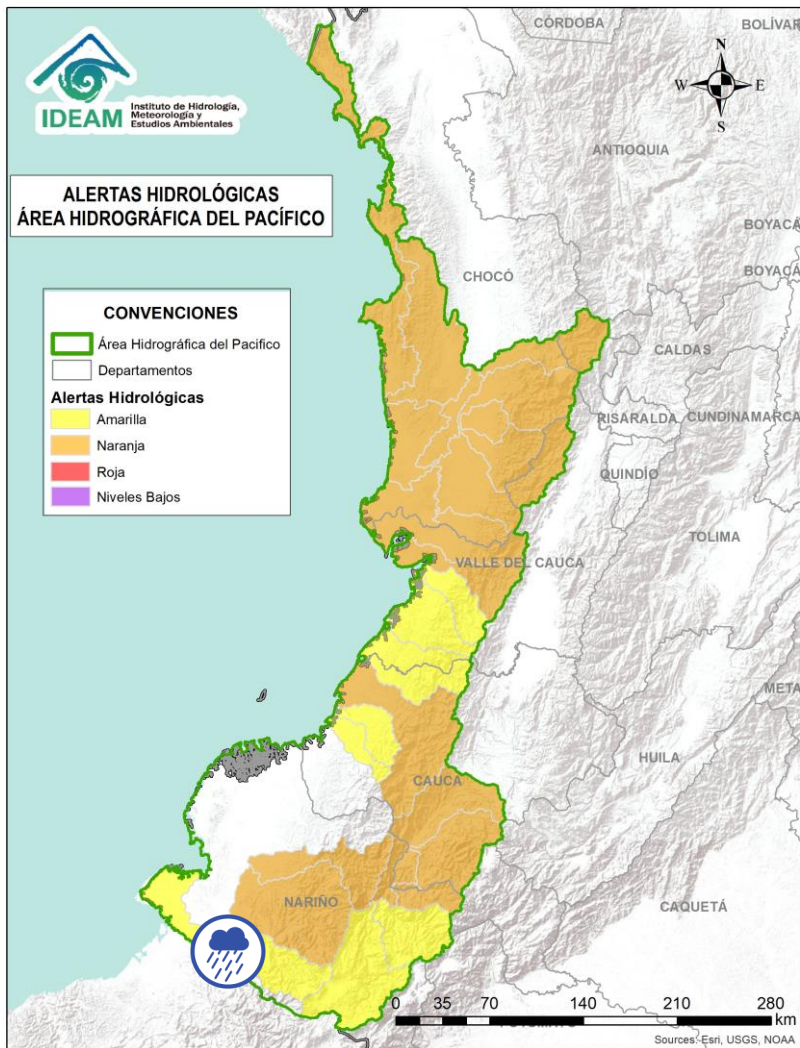 IDEAM
Instituto de Hidrología,
Meteorología y
Estudios Ambientales
ALERTAS HIDROLÓGICAS
ÁREA HIDROGRÁFICA DEL PACÍFICO
CONVENCIONES
Área Hidrográfica del Pacifico
Departamentos
Alertas Hidrológicas
Amarilla
Naranja
Roja
Niveles Bajos
CÓRDOBA
BOLÍVAR
N
W
E
S
ANTIOQUIA
BOYACÁ
CHOCÓ
BOYACÁ
CALDAS
RISARALDA
CUNDINAMARCA
QUINDÍO
TOLIMA
VALLE DEL CAUCA
META
HUILA
CAUCA
NARIÑO
CAQUETÁ
0 35 70 140 210 280
km
Sources: Esri, USGS, NOAA